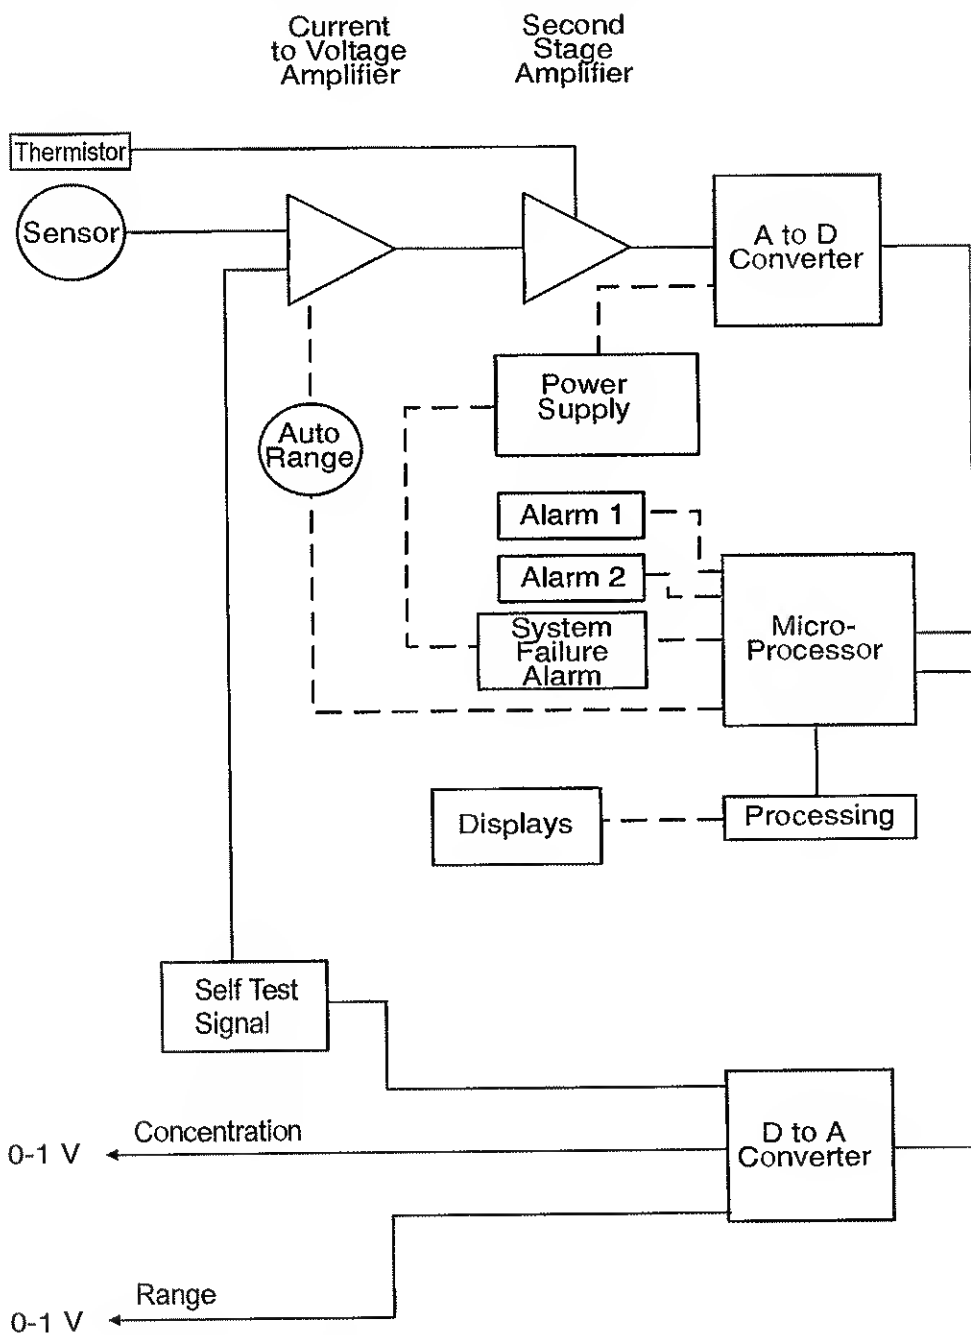 Current
to Voltage
Amplifier
Second
Stage
Amplifier
Thermistor
Sensor
A to D
Converter
Power
Supply
Auto
Range
Alarm 1
Alarm 2
System
Failure
Alarm
Micro-
Processor
Displays
Processing
Self Test
Signal
D to A
Converter
Concentration
0-1 V
Range
0-1 V